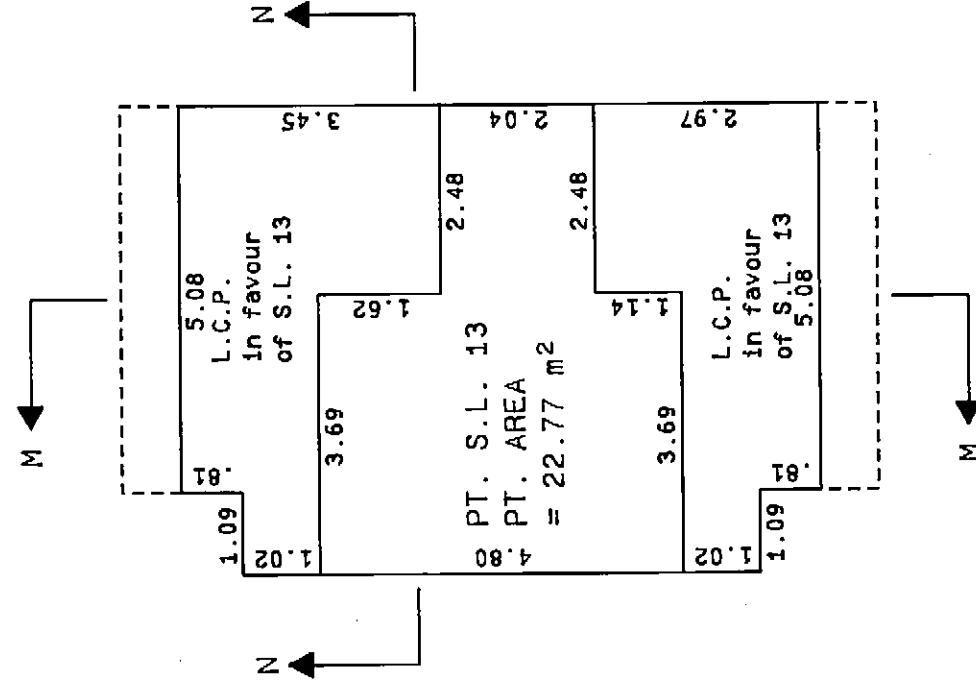 N
M
5.08
L.C.P.
in favour
of S.L. 13
3.45
.81
1.09
1.02
3.69
1.62
2.48
2.04
PT. S.L. 13
PT. AREA
= 22.77 m²
4.80
2.48
1.14
3.69
2.97
L.C.P.
in favour
of S.L. 13
5.08
1.02
1.09
.81
N
M